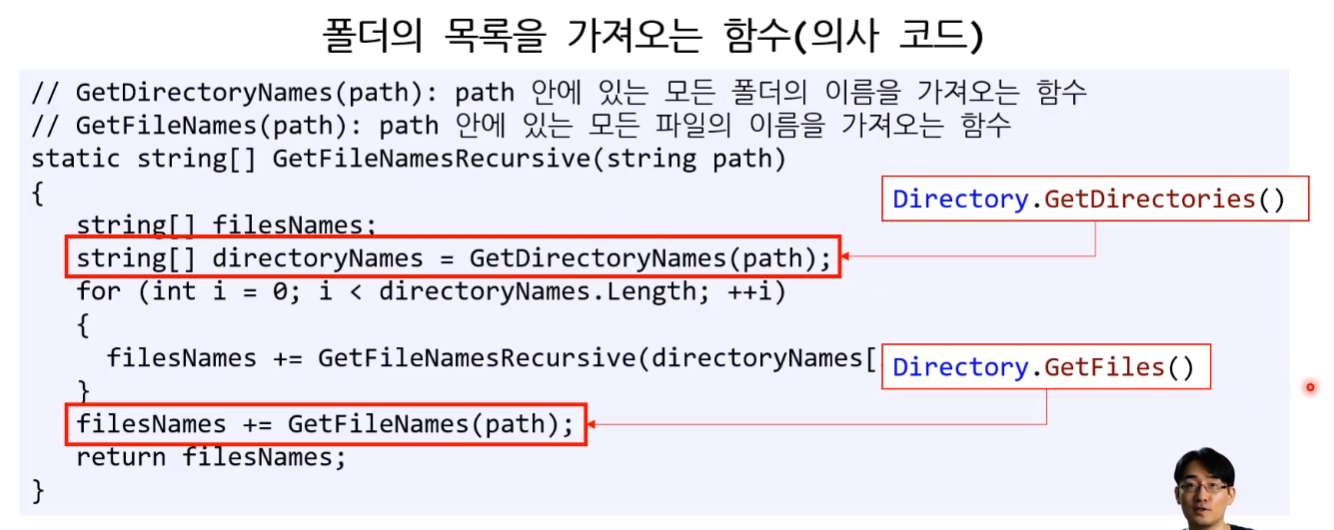 폴더의 목록을 가져오는 함수(의사 코드)
// GetDirectoryNames(path): path 안에 있는 모든 폴더의 이름을 가져오는 함수
// GetFileNames(path): path 안에 있는 모든 파일의 이름을 가져오는 함수
static string[] GetFileNamesRecursive(string path)
{
Directory.GetDirectories()
string[] filesNames;
string[] directoryNames = GetDirectoryNames(path);
for (int i = 0; i < directoryNames.Length; ++i)
{
filesNames += GetFileNamesRecursive(directoryNames[
Directory.GetFiles()
}
filesNames += GetFileNames(path);
return filesNames;
}